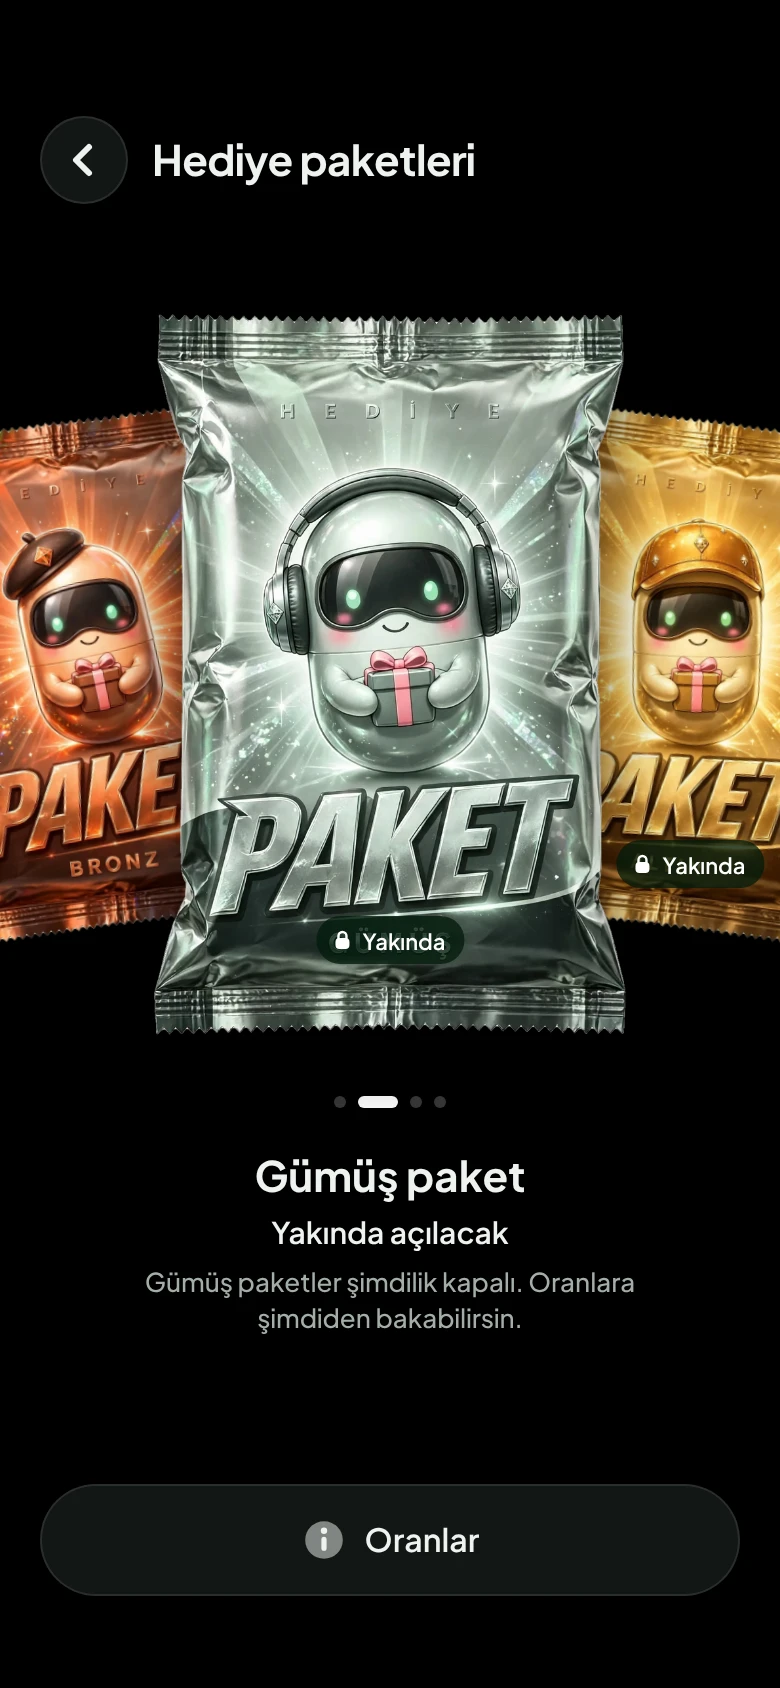 Hediye paketleri
HEDİYE
EDİYE
HEDİY
PAKE
BRONZ
PAKET
Yakında
PAKET
Yakında
Gümüş paket
Yakında açılacak
Gümüş paketler şimdilik kapalı. Oranlara
şimdiden bakabilirsin.
Oranlar